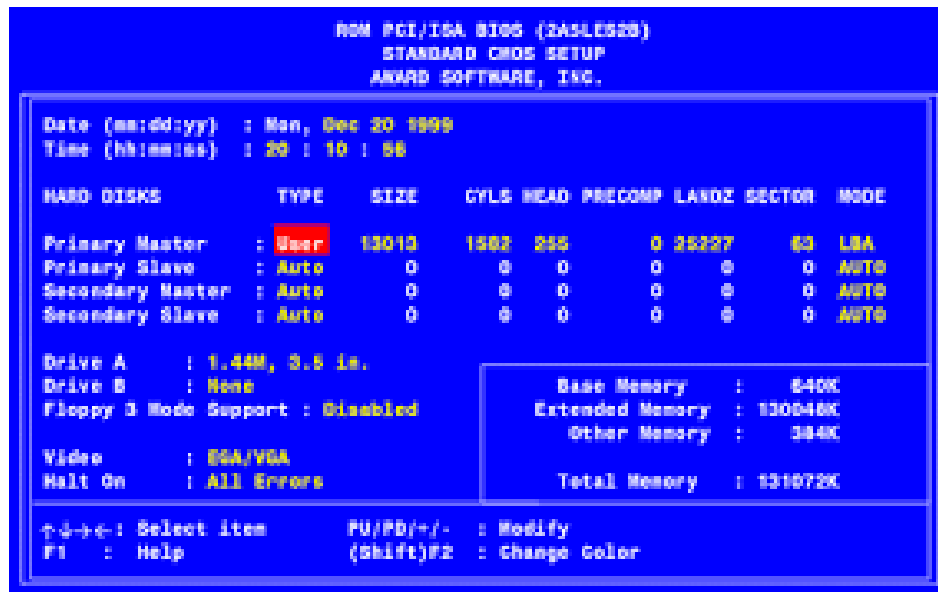 ROM PCI/ISA BIOS (2A5LES2B)
STANDARD CMOS SETUP
AWARD SOFTWARE, INC.
Date (mm:dd:yy) : Mon, Dec 20 1999
Time (hh:mm:ss) : 20 : 10 : 56
HARD DISKS TYPE SIZE CYLS HEAD PRECOMP LANDZ SECTOR MODE
Primary Master : User 13013 1582 255 0 25227 63 LBA
Primary Slave : Auto 0 0 0 0 0 0 AUTO
Secondary Master : Auto 0 0 0 0 0 0 AUTO
Secondary Slave : Auto 0 0 0 0 0 0 AUTO
Drive A : 1.44M, 3.5 in.
Drive B : None
Floppy 3 Mode Support : Disabled
Video : EGA/VGA
Halt On : All Errors
Base Memory : 640K
Extended Memory : 130048K
Other Memory : 384K
Total Memory : 131072K
↑↓→← : Select item PU/PD/+/- : Modify
F1 : Help (Shift)F2 : Change Color